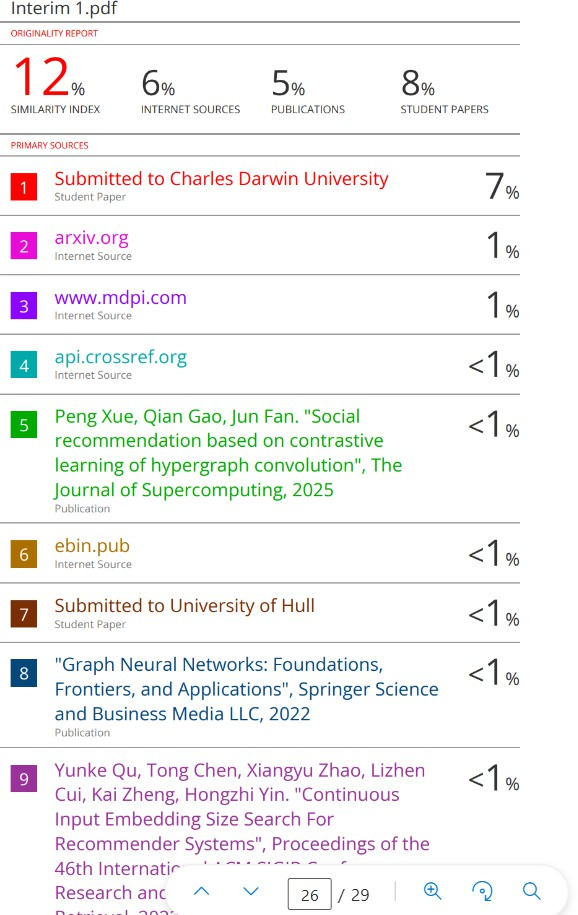 Interim 1.pdf
ORIGINALITY REPORT
12% 6% 5% 8%
SIMILARITY INDEX INTERNET SOURCES PUBLICATIONS STUDENT PAPERS
PRIMARY SOURCES
1 Submitted to Charles Darwin University 7%
Student Paper
2 arxiv.org 1%
Internet Source
3 www.mdpi.com 1%
Internet Source
4 api.crossref.org <1%
Internet Source
5 Peng Xue, Qian Gao, Jun Fan. "Social <1%
recommendation based on contrastive
learning of hypergraph convolution", The
Journal of Supercomputing, 2025
Publication
6 ebin.pub <1%
Internet Source
7 Submitted to University of Hull <1%
Student Paper
8 "Graph Neural Networks: Foundations, <1%
Frontiers, and Applications", Springer Science
and Business Media LLC, 2022
Publication
9 Yunke Qu, Tong Chen, Xiangyu Zhao, Lizhen <1%
Cui, Kai Zheng, Hongzhi Yin. "Continuous
Input Embedding Size Search For
Recommender Systems", Proceedings of the
46th
Research and
26 / 29